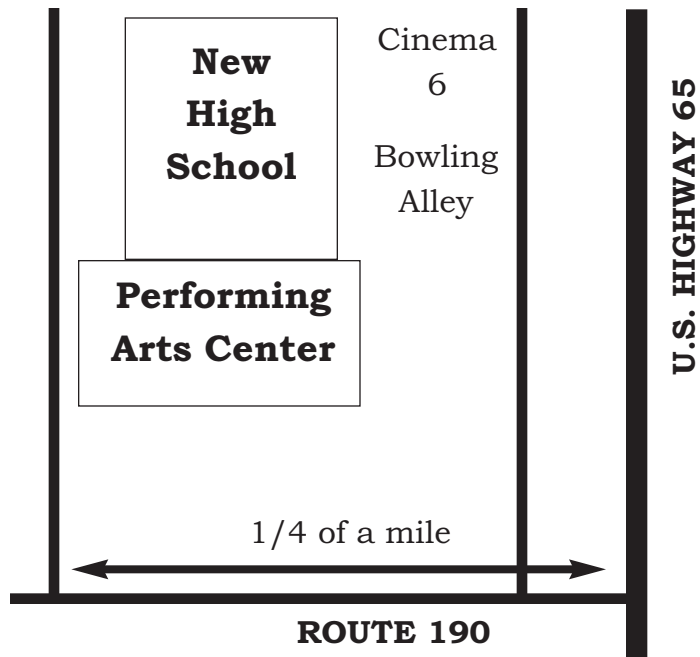 New
High
School
Cinema
6
Bowling
Alley
Performing
Arts Center
1/4 of a mile
ROUTE 190
U.S. HIGHWAY 65